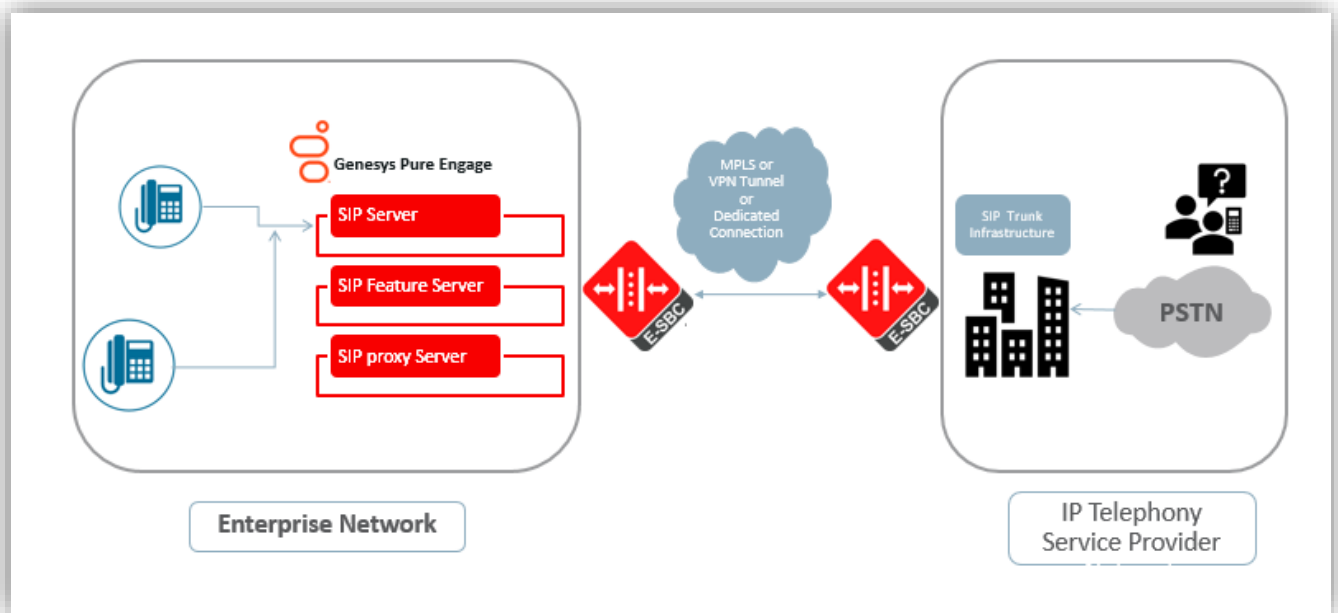 Genesys Pure Engage
SIP Server
SIP Feature Server
SIP proxy Server
E-SBC
MPLS or
VPN Tunnel
or
Dedicated
Connection
E-SBC
SIP Trunk
Infrastructure
?
PSTN
Enterprise Network
IP Telephony
Service Provider